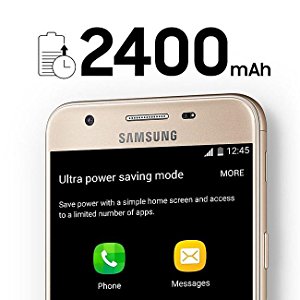 2400 mAh
SAMSUNG
12:45
Ultra power saving mode MORE
Save power with a simple home screen and access
to a limited number of apps.
Phone Messages